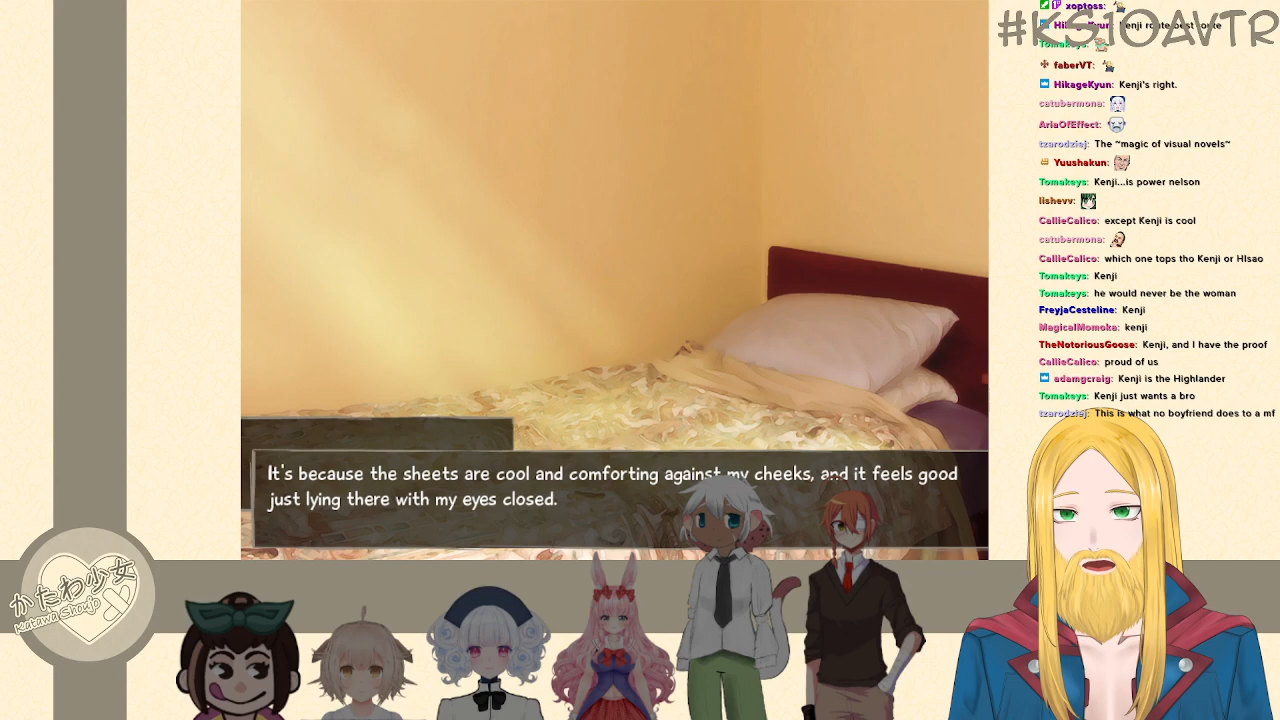 #KS10AVTR
xoptoss:
HikageKyun: Kenji route best route
Tomakeys:
faberVT:
HikageKyun: Kenji's right.
catubermona:
AriaOfEffect:
tzarodziej: The ~magic of visual novels~
Yuushakun:
Tomakeys: Kenji...is power nelson
lishevv:
CallieCalico: except Kenji is cool
catubermona:
CallieCalico: which one tops tho Kenji or HIsao
Tomakeys: Kenji
Tomakeys: he would never be the woman
FreyjaCesteline: Kenji
MagicalMomoka: kenji
TheNotoriousGoose: Kenji, and I have the proof
CallieCalico: proud of us
adamgcraig: Kenji is the Highlander
Tomakeys: Kenji just wants a bro
tzarodziej: This is what no boyfriend does to a mf
It's because the sheets are cool and comforting against my cheeks, and it feels good
just lying there with my eyes closed.
かたわ少女
Katawa Shoujo